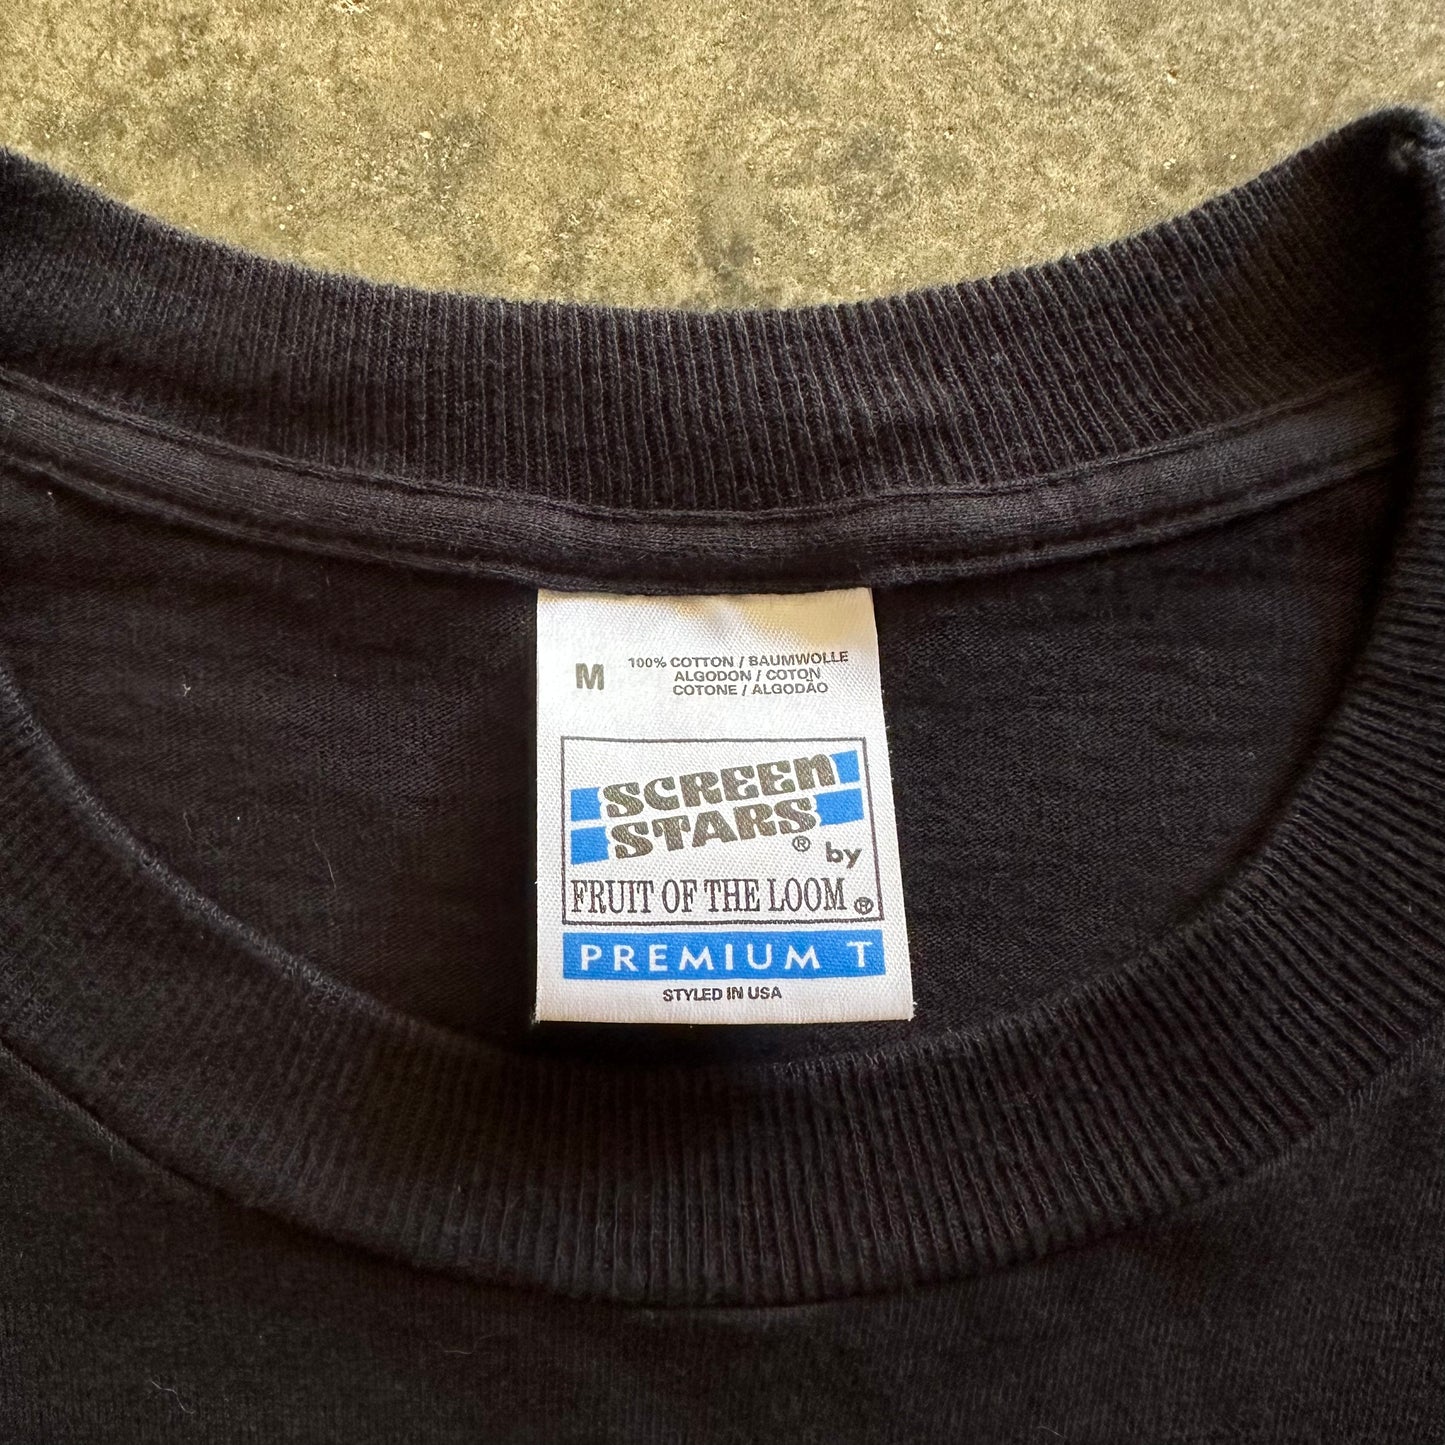 M
100% COTTON / BAUMWOLLE
ALGODON / COTON
COTONE / ALGODÃO
SCREEN
STARS®
by
FRUIT OF THE LOOM®
PREMIUM T
STYLED IN USA